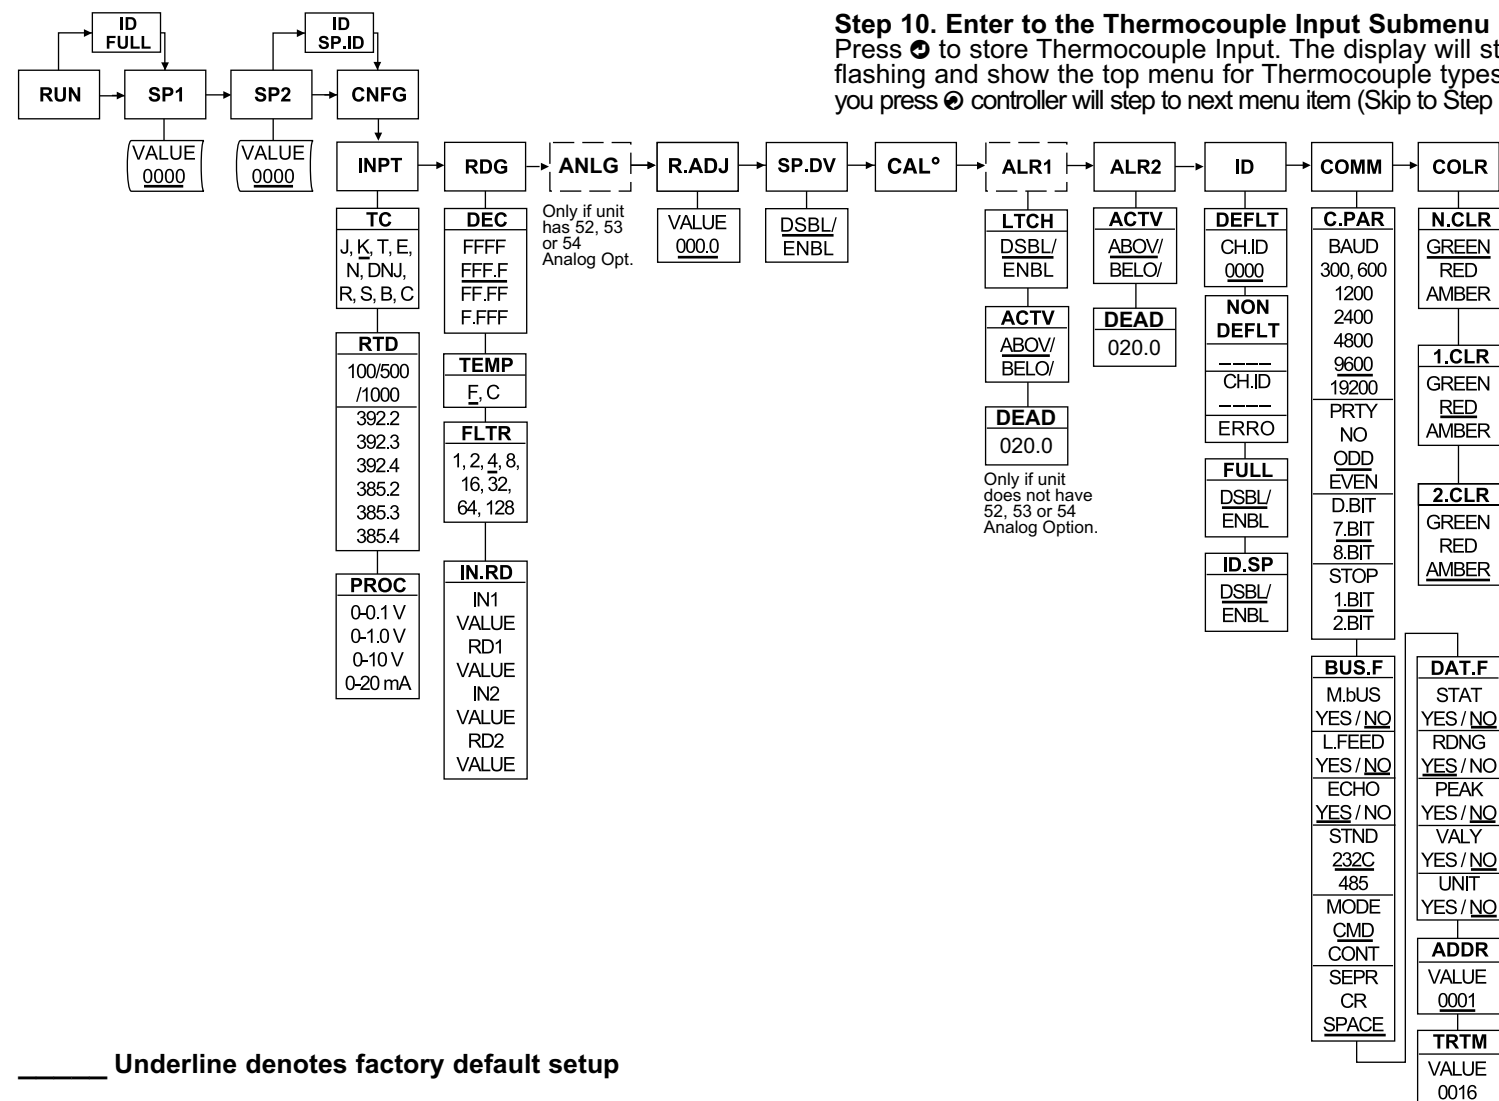 Step 10. Enter to the Thermocouple Input Submenu
Press to store Thermocouple Input. The display will st
flashing and show the top menu for Thermocouple types
you press controller will step to next menu item (Skip to Step
ID
FULL
ID
SP.ID
RUN
SP1
SP2
CNFG
VALUE
0000
VALUE
0000
INPT
RDG
ANLG
R.ADJ
SP.DV
CAL°
ALR1
ALR2
ID
COMM
COLR
TC
J, K, T, E,
N, DNJ,
R, S, B, C
RTD
100/500
/1000
392.2
392.3
392.4
385.2
385.3
385.4
PROC
0-0.1 V
0-1.0 V
0-10 V
0-20 mA
DEC
FFFF
FFF.F
FF.FF
F.FFF
TEMP
F, C
FLTR
1, 2, 4, 8,
16, 32,
64, 128
IN.RD
IN1
VALUE
RD1
VALUE
IN2
VALUE
RD2
VALUE
Only if unit
has 52, 53
or 54
Analog Opt.
VALUE
000.0
DSBL/
ENBL
LTCH
DSBL/
ENBL
ACTV
ABOV/
BELO/
DEAD
020.0
Only if unit
does not have
52, 53 or 54
Analog Option.
ACTV
ABOV/
BELO/
DEAD
020.0
DEFLT
CH.ID
0000
NON
DEFLT
____
CH.ID
____
ERRO
FULL
DSBL/
ENBL
ID.SP
DSBL/
ENBL
C.PAR
BAUD
300, 600
1200
2400
4800
9600
19200
PRTY
NO
ODD
EVEN
D.BIT
7.BIT
8.BIT
STOP
1.BIT
2.BIT
BUS.F
M.bUS
YES / NO
L.FEED
YES / NO
ECHO
YES / NO
STND
232C
485
MODE
CMD
CONT
SEPR
CR
SPACE
N.CLR
GREEN
RED
AMBER
1.CLR
GREEN
RED
AMBER
2.CLR
GREEN
RED
AMBER
DAT.F
STAT
YES / NO
RDNG
YES / NO
PEAK
YES / NO
VALY
YES / NO
UNIT
YES / NO
ADDR
VALUE
0001
TRTM
VALUE
0016
______ Underline denotes factory default setup